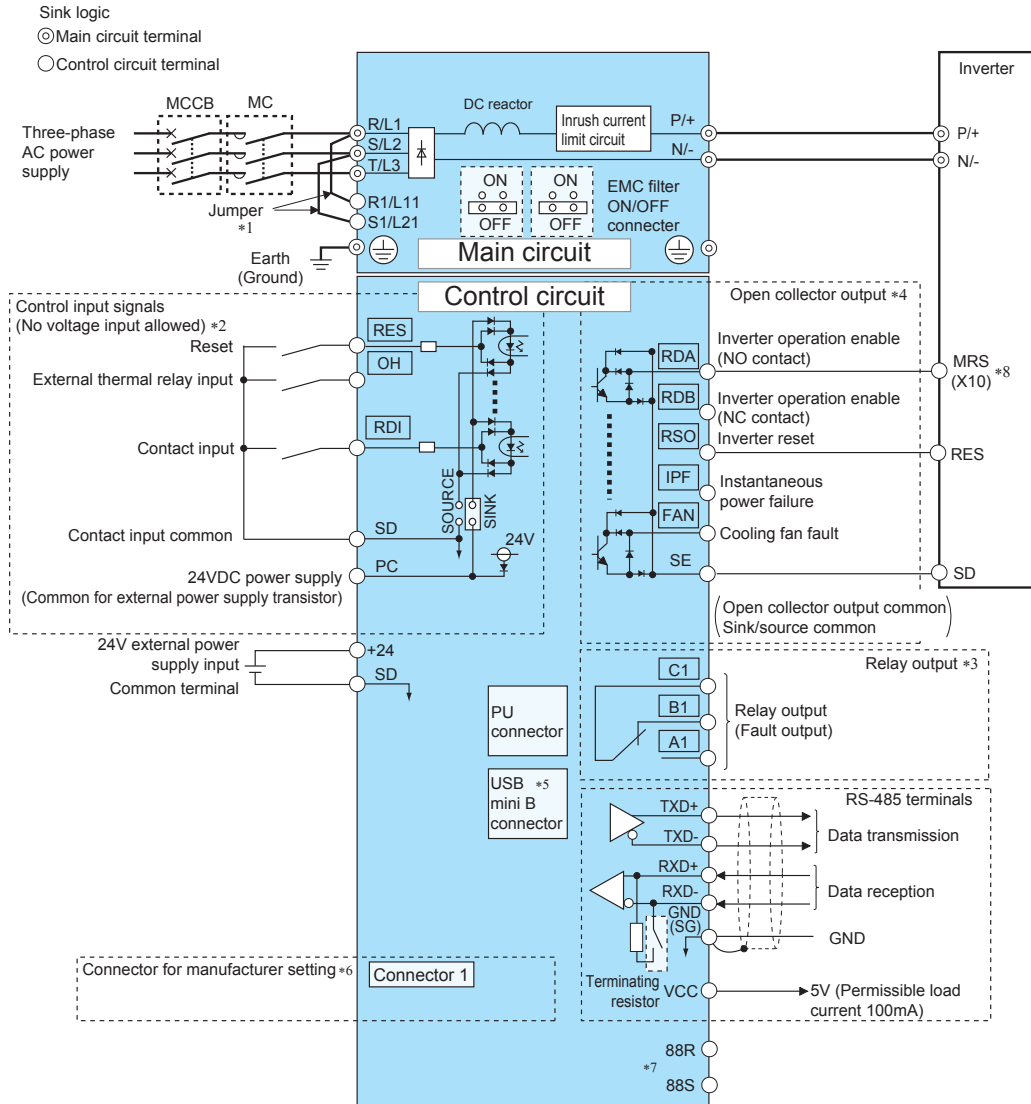 Sink logic
Main circuit terminal
Control circuit terminal
MCCB
MC
Three-phase
AC power
supply
Jumper
*1
Earth
(Ground)
R/L1
S/L2
T/L3
R1/L11
S1/L21
DC reactor
Inrush current
limit circuit
P/+
N/-
ON
OFF
ON
OFF
EMC filter
ON/OFF
connecter
Main circuit
Inverter
P/+
N/-
Control circuit
Control input signals
(No voltage input allowed) *2
Reset
External thermal relay input
Contact input
Contact input common
24VDC power supply
(Common for external power supply transistor)
RES
OH
RDI
SD
PC
SOURCE
SINK
24V
Open collector output *4
RDA
Inverter operation enable
(NO contact)
RDB
Inverter operation enable
(NC contact)
RSO
Inverter reset
IPF
Instantaneous
power failure
FAN
Cooling fan fault
SE
(Open collector output common
Sink/source common)
MRS
(X10) *8
RES
SD
24V external power
supply input
Common terminal
+24
SD
PU
connector
USB *5
mini B
connector
Relay output *3
C1
B1
A1
Relay output
(Fault output)
RS-485 terminals
TXD+
TXD-
Data transmission
RXD+
RXD-
Data reception
GND
(SG)
GND
Terminating
resistor
VCC
5V (Permissible load
current 100mA)
Connector for manufacturer setting *6
Connector 1
88R
*7
88S